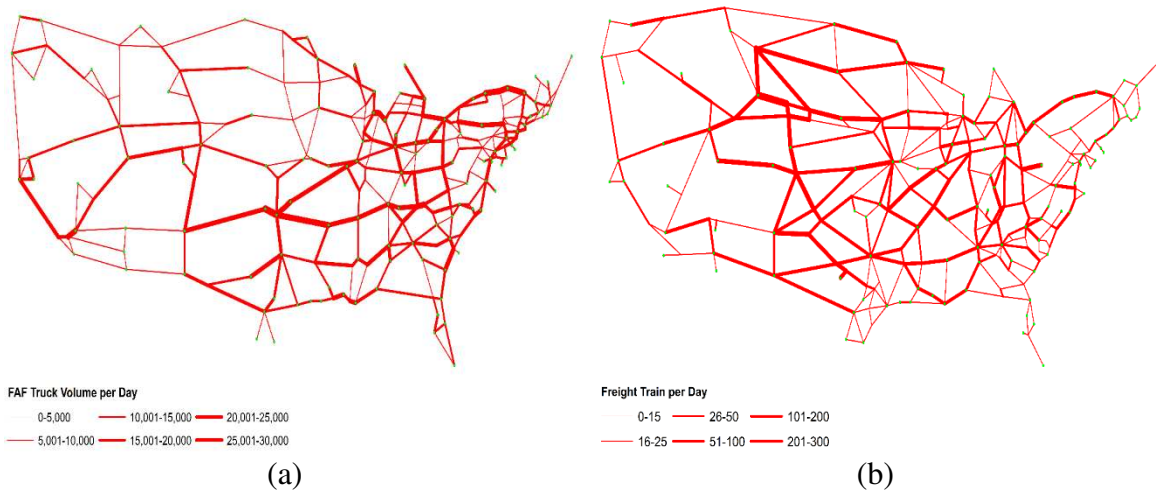 FAF Truck Volume per Day
0-5,000 10,001-15,000 20,001-25,000
5,001-10,000 15,001-20,000 25,001-30,000
(a)
Freight Train per Day
0-15 26-50 101-200
16-25 51-100 201-300
(b)